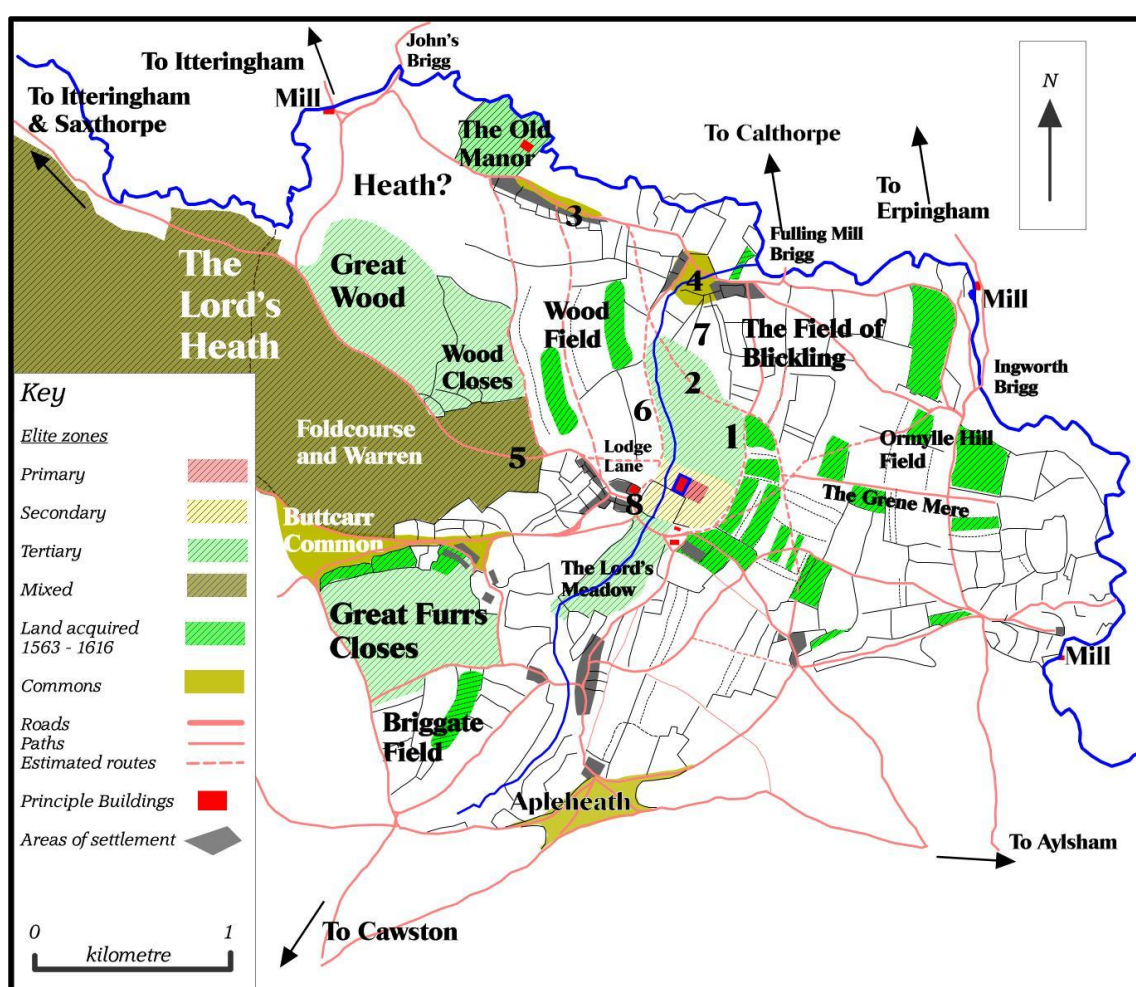 John's
Brigg
To Itteringham
To Itteringham
& Saxthorpe
Mill
N
The Old
Manor
To Calthorpe
To
Erpingham
Heath?
3
Fulling Mill
Brigg
The
Lord's
Heath
Great
Wood
4
Mill
Wood
Field
7
The Field of
Blickling
Wood
Closes
2
Ingworth
Brigg
6
1
Foldcourse
and Warren
5
Lodge
Lane
Ormylle Hill
Field
8
The Grene Mere
Buttcarr
Common
The Lord's
Meadow
Great Furrs
Closes
Mill
Briggate
Field
Apleheath
To Aylsham
To Cawston
Key
Elite zones
Primary
Secondary
Tertiary
Mixed
Land acquired
1563 - 1616
Commons
Roads
Paths
Estimated routes
Principle Buildings
Areas of settlement
0 1
kilometre